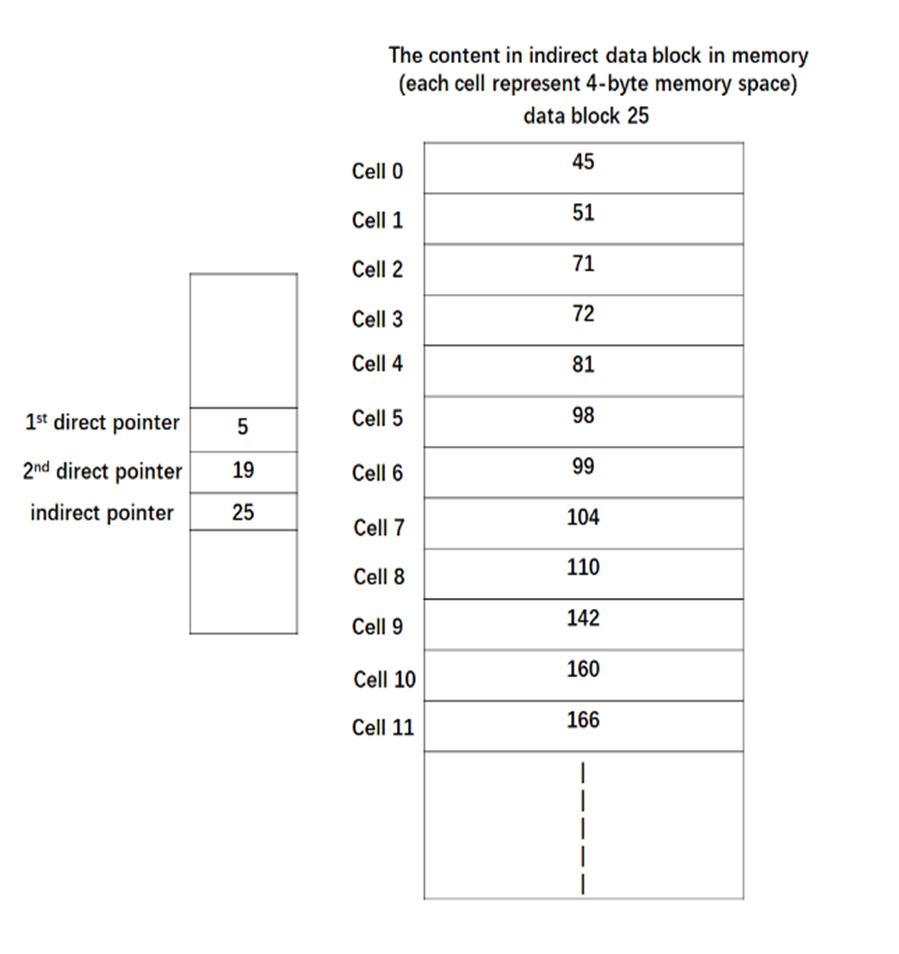 The content in indirect data block in memory
(each cell represent 4-byte memory space)
data block 25
Cell 0 45
Cell 1 51
Cell 2 71
Cell 3 72
Cell 4 81
1st direct pointer 5 Cell 5 98
2nd direct pointer 19 Cell 6 99
indirect pointer 25 Cell 7 104
Cell 8 110
Cell 9 142
Cell 10 160
Cell 11 166